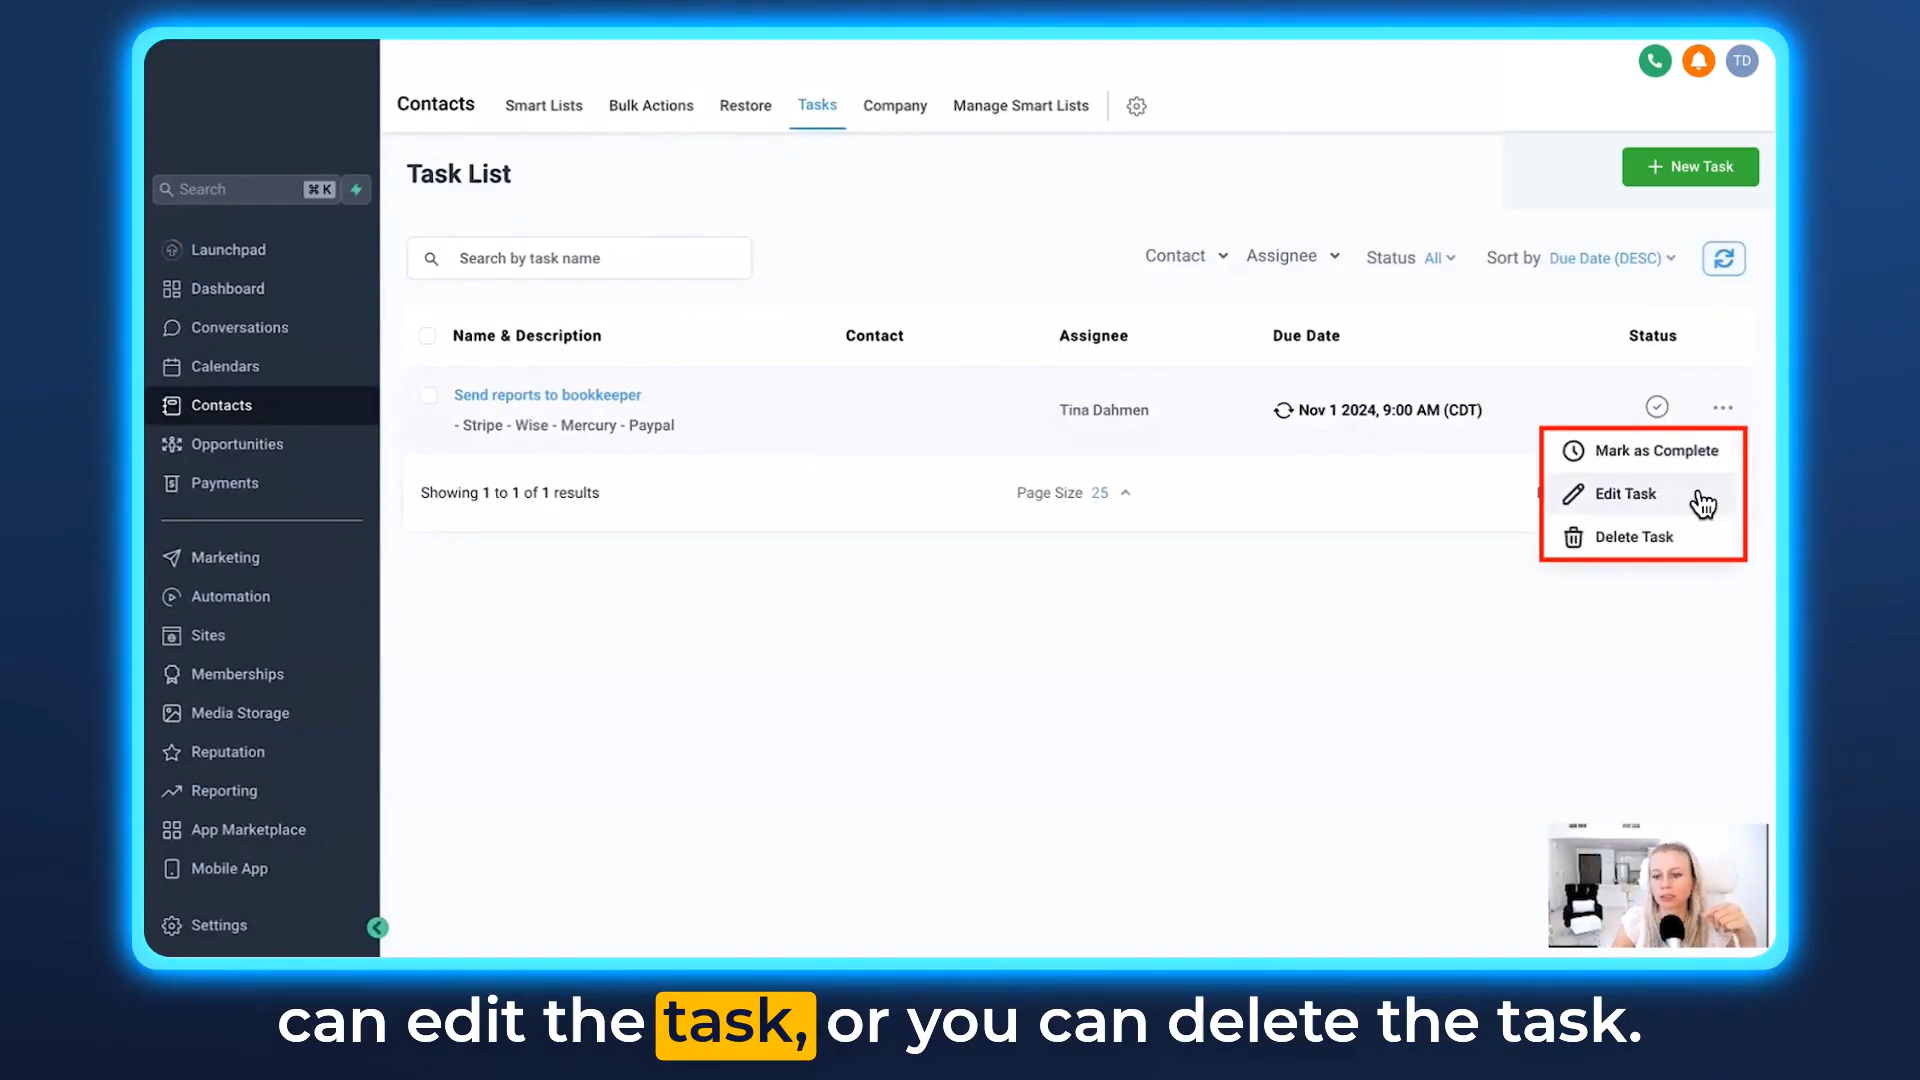 TD
Contacts Smart Lists Bulk Actions Restore Tasks Company Manage Smart Lists
Task List
+ New Task
Search ⌘ K
Search by task name
Contact Assignee Status All Sort by Due Date (DESC)
Name & Description Contact Assignee Due Date Status
Send reports to bookkeeper
- Stripe - Wise - Mercury - Paypal
Tina Dahmen
Nov 1 2024, 9:00 AM (CDT)
Mark as Complete
Edit Task
Delete Task
Showing 1 to 1 of 1 results
Page Size 25
Launchpad
Dashboard
Conversations
Calendars
Contacts
Opportunities
Payments
Marketing
Automation
Sites
Memberships
Media Storage
Reputation
Reporting
App Marketplace
Mobile App
Settings
can edit the task, or you can delete the task.